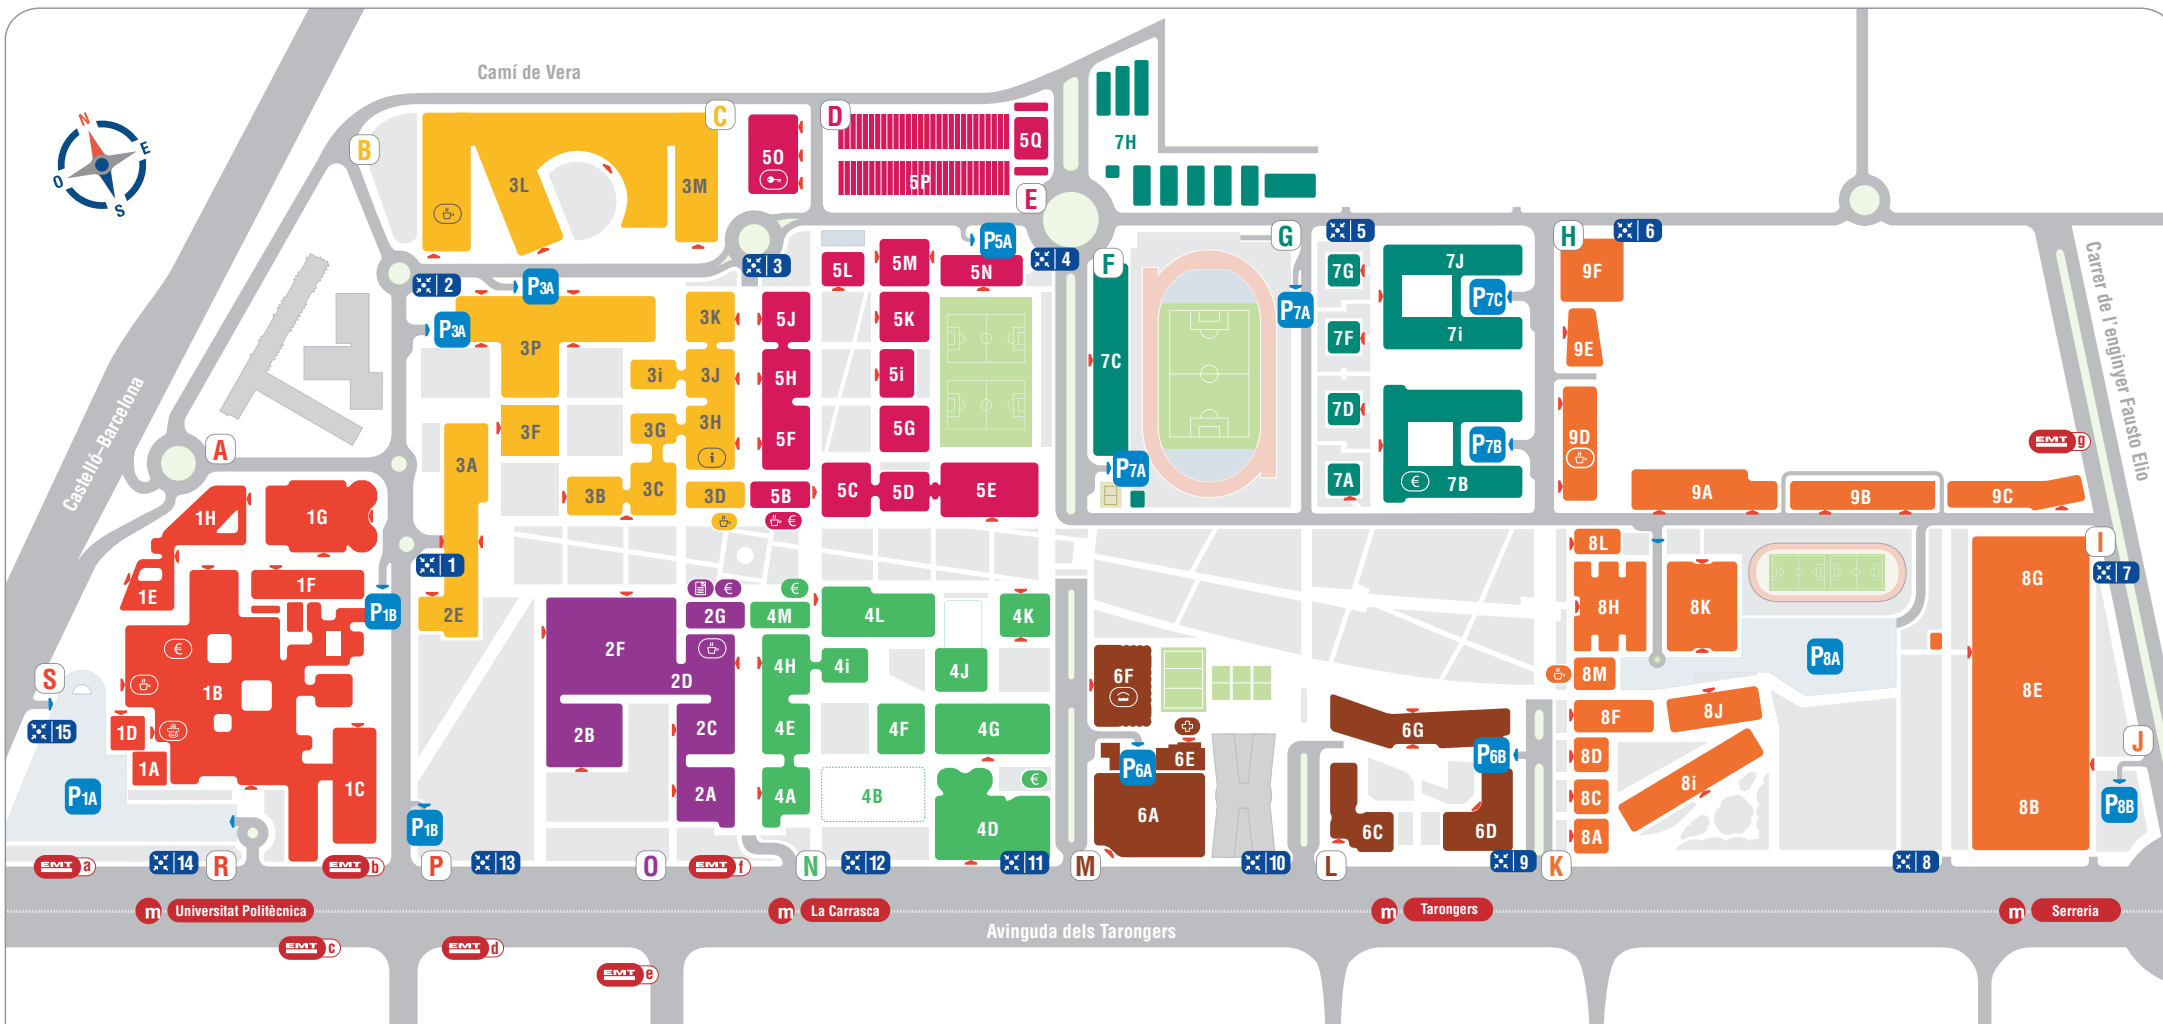 Camí de Vera
C
D
5O
5Q
7H
N
E
O
S
B
3L
3M
5P
E
G
5
H
6
2
3
P5A
4
F
5L
5M
5N
7G
7J
9F
P3A
P3A
3K
5J
5K
P7A
P7C
7F
7i
9E
3P
3i
3J
5H
5i
7C
7D
3F
3G
3H
i
5F
5G
P7B
9D
Carrer de l'enginyer Fausto Elio
Castelló–Barcelona
EMT g
A
3A
P7A
7A
€
7B
3B
3C
3D
5B
5C
5D
5E
9A
9B
9C
1H
1G
€
I
8L
1
7
1F
1E
P1B
2E
€
€
2G
4M
4L
4K
8H
8K
8G
€
2F
2D
4H
4i
4J
6F
8M
P8A
S
1B
8E
15
1D
2B
2C
4E
4F
4G
6G
8F
8J
J
1A
6E
P6A
P6B
8D
8i
P1A
1C
2A
4A
4B
€
4D
6A
6C
6D
8C
8B
P8B
P1B
8A
EMT a
14
R
EMT b
P
13
O
EMT f
N
12
11
M
10
L
9
K
8
m Universitat Politècnica
m La Carrasca
m Tarongers
m Serreria
Avinguda dels Tarongers
EMT c
EMT d
EMT e